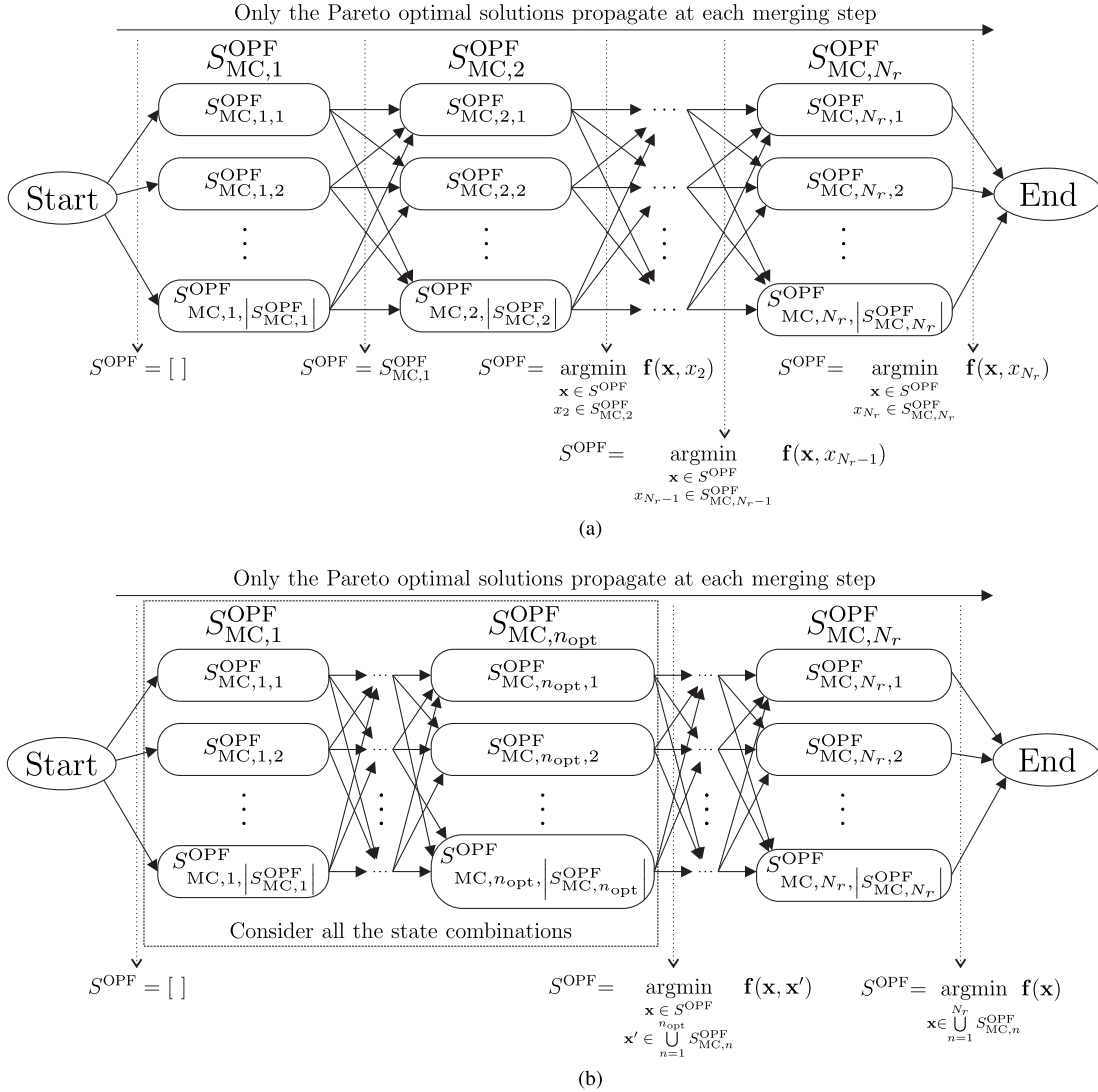 Only the Pareto optimal solutions propagate at each merging step
S^OPF_MC,1 S^OPF_MC,2 S^OPF_MC,N_r
S^OPF_MC,1,1 S^OPF_MC,2,1 ··· S^OPF_MC,N_r,1
S^OPF_MC,1,2 S^OPF_MC,2,2 ··· S^OPF_MC,N_r,2
Start End
⋮ ⋮ ⋮ ⋮
S^OPF_MC,1,|S^OPF_MC,1| S^OPF_MC,2,|S^OPF_MC,2| ··· S^OPF_MC,N_r,|S^OPF_MC,N_r|
S^OPF = [ ] S^OPF = S^OPF_MC,1 S^OPF = argmin f(x, x_2) S^OPF = argmin f(x, x_N_r)
x ∈ S^OPF x ∈ S^OPF
x_2 ∈ S^OPF_MC,2 x_N_r ∈ S^OPF_MC,N_r
S^OPF = argmin f(x, x_N_r−1)
x ∈ S^OPF
x_N_r−1 ∈ S^OPF_MC,N_r−1
(a)
Only the Pareto optimal solutions propagate at each merging step
S^OPF_MC,1 S^OPF_MC,n_opt S^OPF_MC,N_r
S^OPF_MC,1,1 ··· S^OPF_MC,n_opt,1 ··· S^OPF_MC,N_r,1
S^OPF_MC,1,2 ··· S^OPF_MC,n_opt,2 ··· S^OPF_MC,N_r,2
Start End
⋮ ⋮ ⋮ ⋮ ⋮
S^OPF_MC,1,|S^OPF_MC,1| ··· S^OPF_MC,n_opt,|S^OPF_MC,n_opt| ··· S^OPF_MC,N_r,|S^OPF_MC,N_r|
Consider all the state combinations
S^OPF = [ ] S^OPF = argmin f(x, x′) S^OPF = argmin f(x)
x ∈ S^OPF x ∈ ⋃_{n=1}^{N_r} S^OPF_MC,n
x′ ∈ ⋃_{n=1}^{n_opt} S^OPF_MC,n
(b)